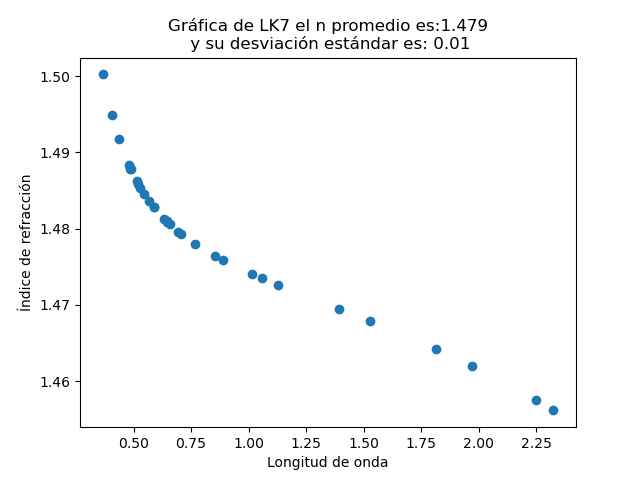 Gráfica de LK7 el n promedio es:1.479
y su desviación estándar es: 0.01
1.50
1.49
1.48
1.47
1.46
Índice de refracción
0.50 0.75 1.00 1.25 1.50 1.75 2.00 2.25
Longitud de onda